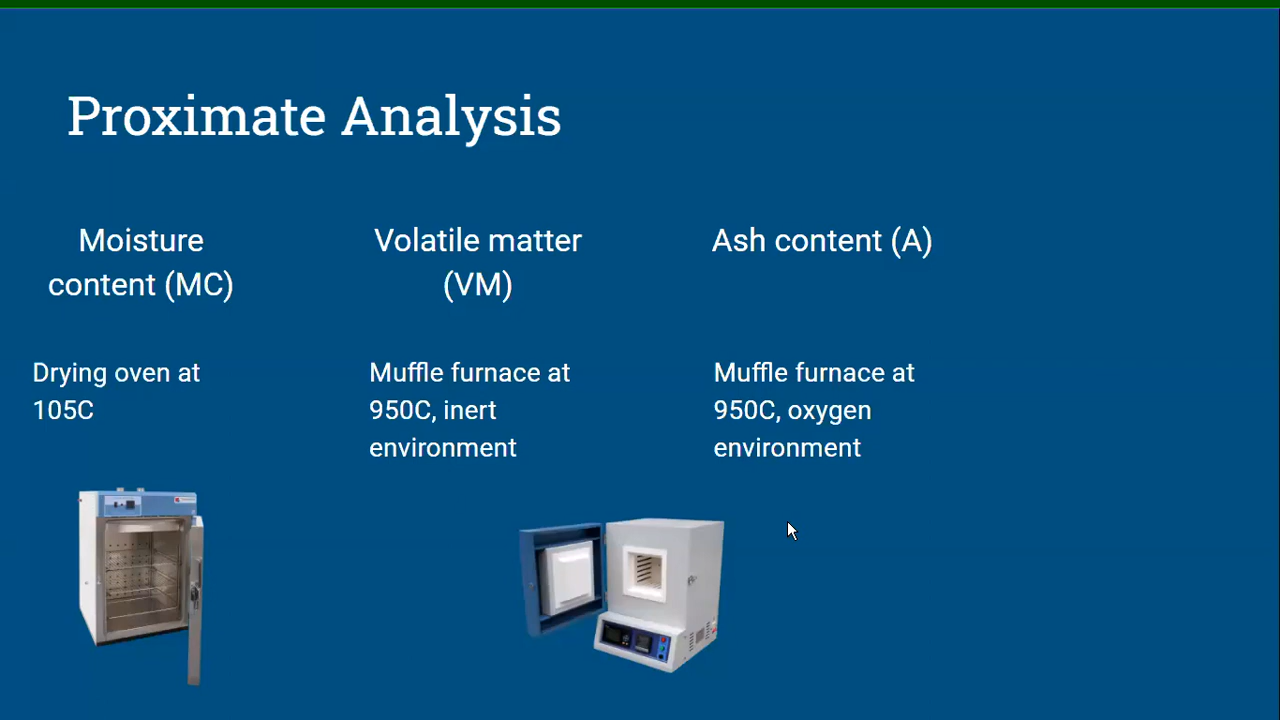 Proximate Analysis
Moisture
content (MC)
Volatile matter
(VM)
Ash content (A)
Drying oven at
105C
Muffle furnace at
950C, inert
environment
Muffle furnace at
950C, oxygen
environment